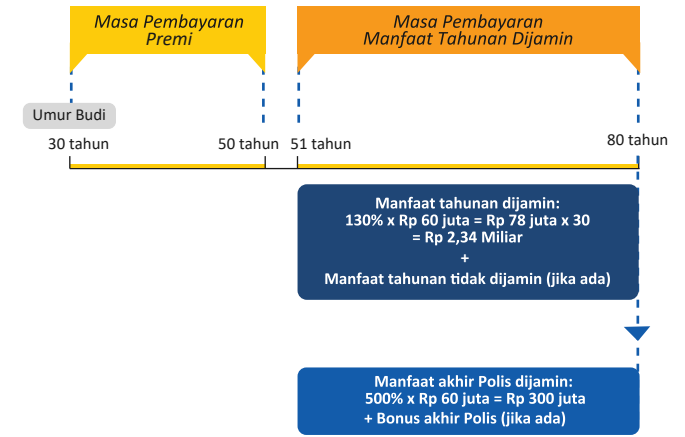 Masa Pembayaran
Premi
Masa Pembayaran
Manfaat Tahunan Dijamin
Umur Budi
30 tahun
50 tahun
51 tahun
80 tahun
Manfaat tahunan dijamin:
130% x Rp 60 juta = Rp 78 juta x 30
= Rp 2,34 Miliar
+
Manfaat tahunan tidak dijamin (jika ada)
Manfaat akhir Polis dijamin:
500% x Rp 60 juta = Rp 300 juta
+ Bonus akhir Polis (jika ada)